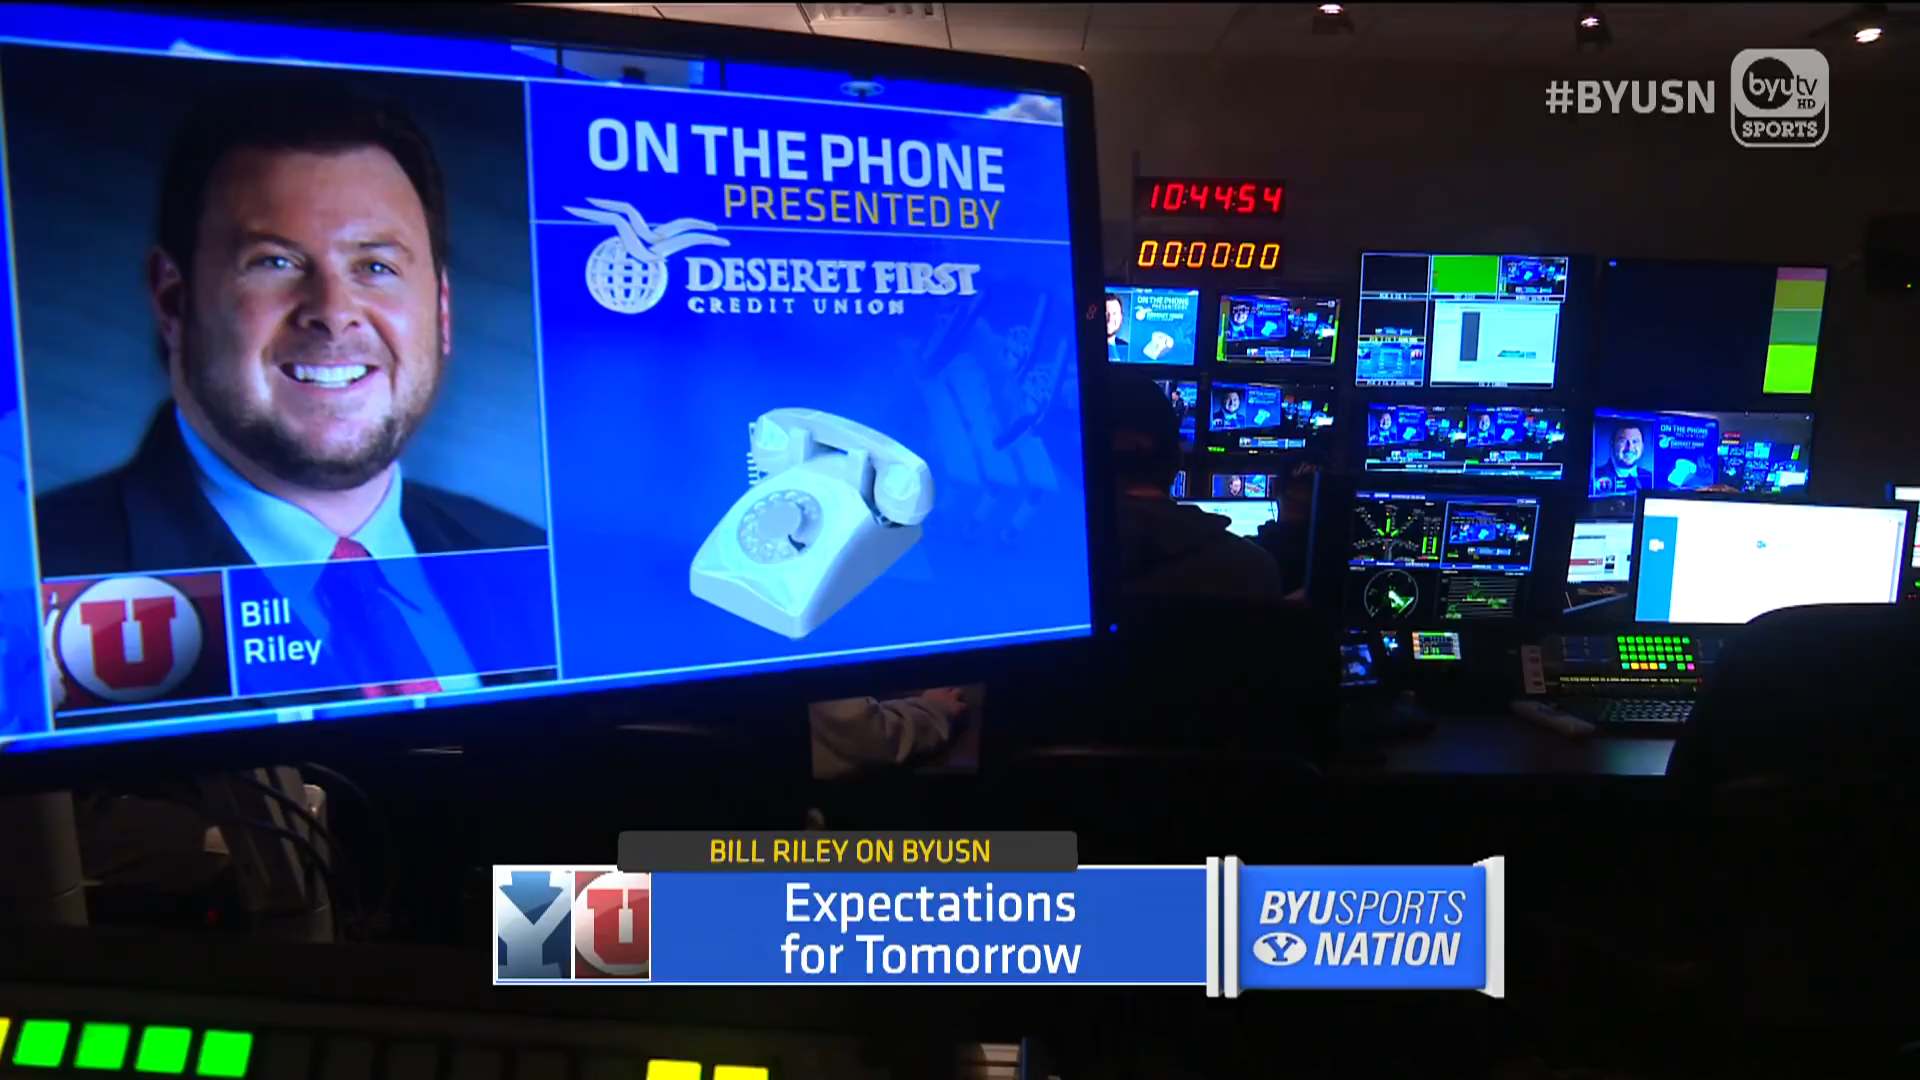 #BYUSN
byutv
HD
SPORTS
ON THE PHONE
PRESENTED BY
DESERET FIRST
CREDIT UNION
10:44:54
00:00:00
U
Bill
Riley
BILL RILEY ON BYUSN
Y U
Expectations
for Tomorrow
BYUSPORTS
Y NATION